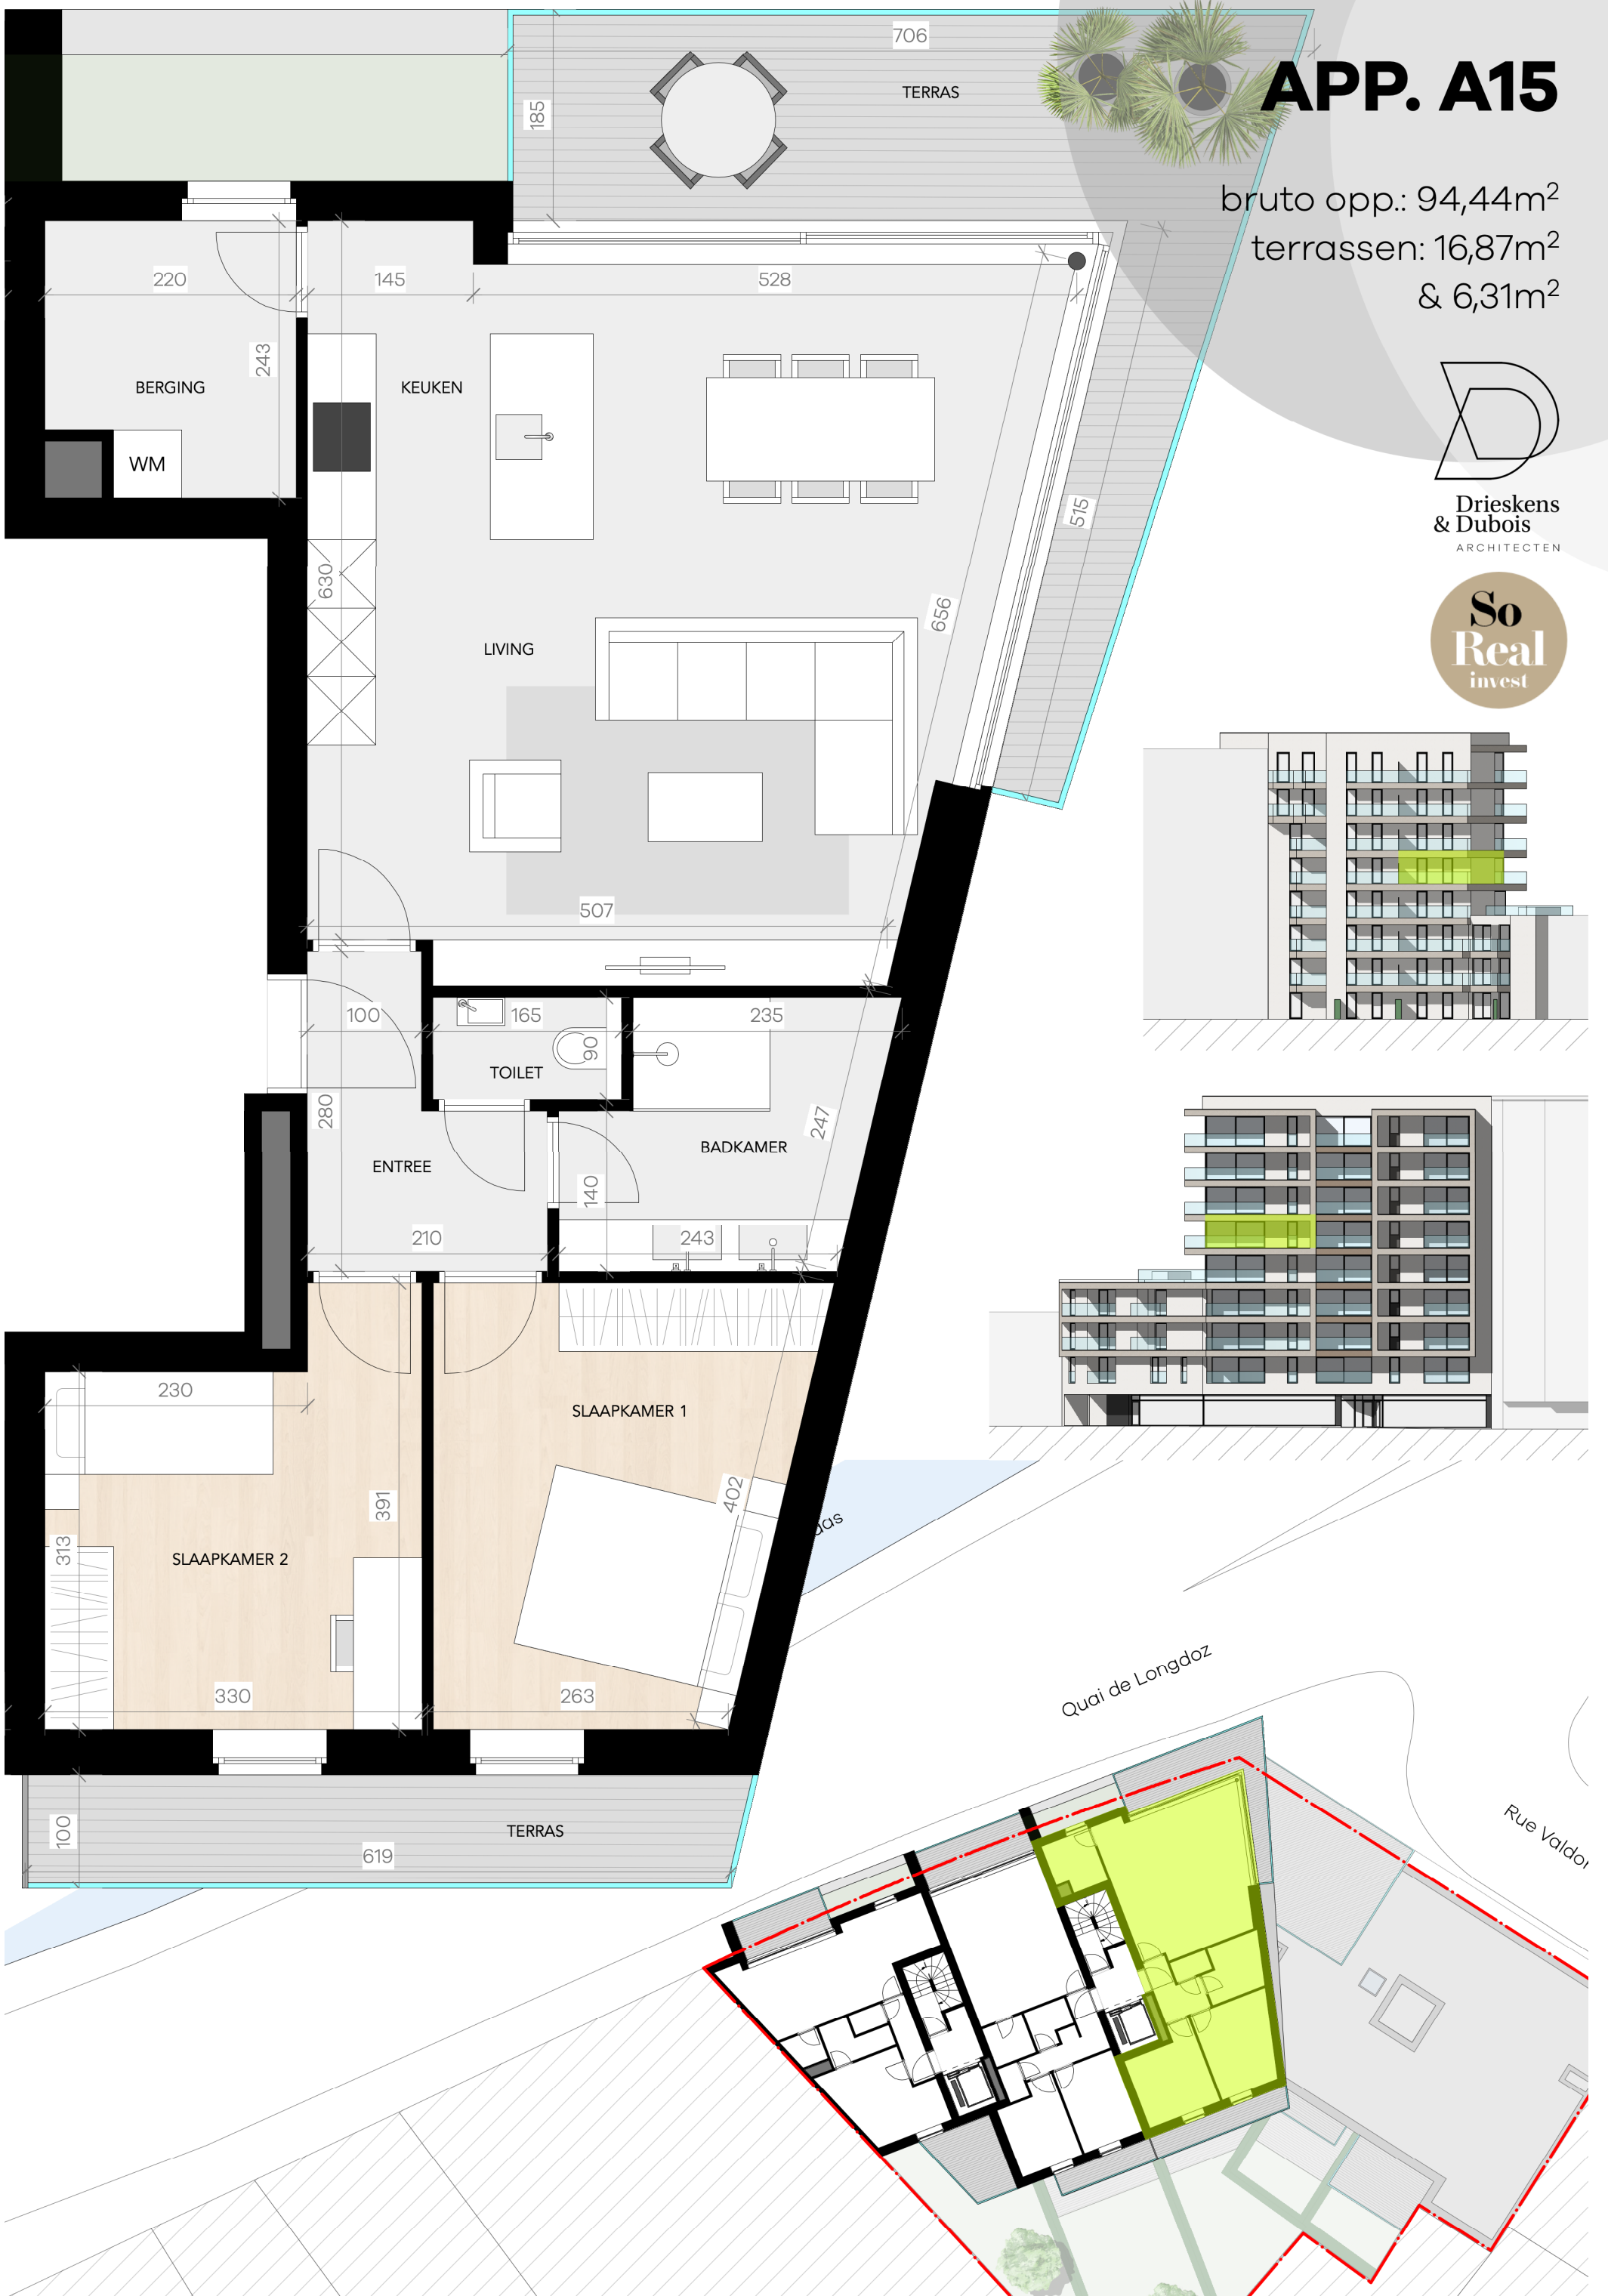 706
TERRAS
185
APP. A15
bruto opp.: 94,44m²
terrassen: 16,87m²
& 6,31m²
220
145
528
243
BERGING
KEUKEN
WM
515
Drieskens
& Dubois
ARCHITECTEN
630
656
So
Real
invest
LIVING
507
100
165
235
90
TOILET
280
247
BADKAMER
ENTREE
140
210
243
230
SLAAPKAMER 1
402
391
313
SLAAPKAMER 2
330
263
Quai de Longdoz
100
TERRAS
619